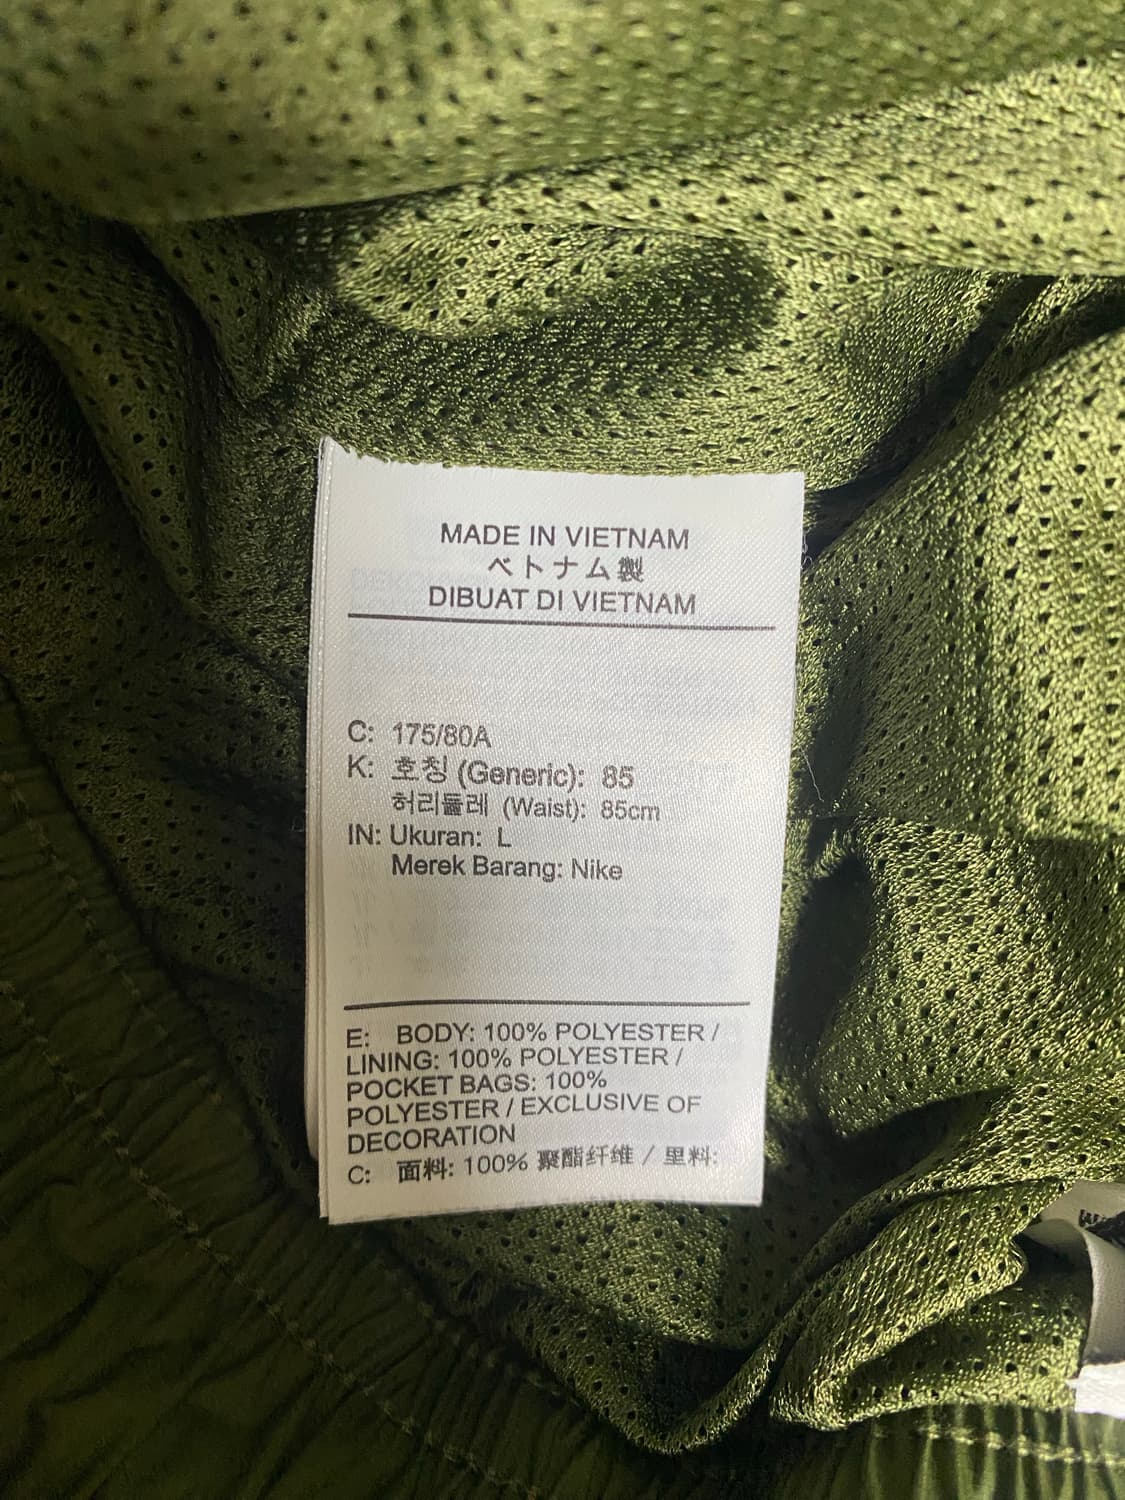 MADE IN VIETNAM
ベトナム製
DIBUAT DI VIETNAM
C: 175/80A
K: 호칭 (Generic): 85
허리둘레 (Waist): 85cm
IN: Ukuran: L
Merek Barang: Nike
E: BODY: 100% POLYESTER /
LINING: 100% POLYESTER /
POCKET BAGS: 100%
POLYESTER / EXCLUSIVE OF
DECORATION
C: 面料: 100% 聚酯纤维 / 里料: